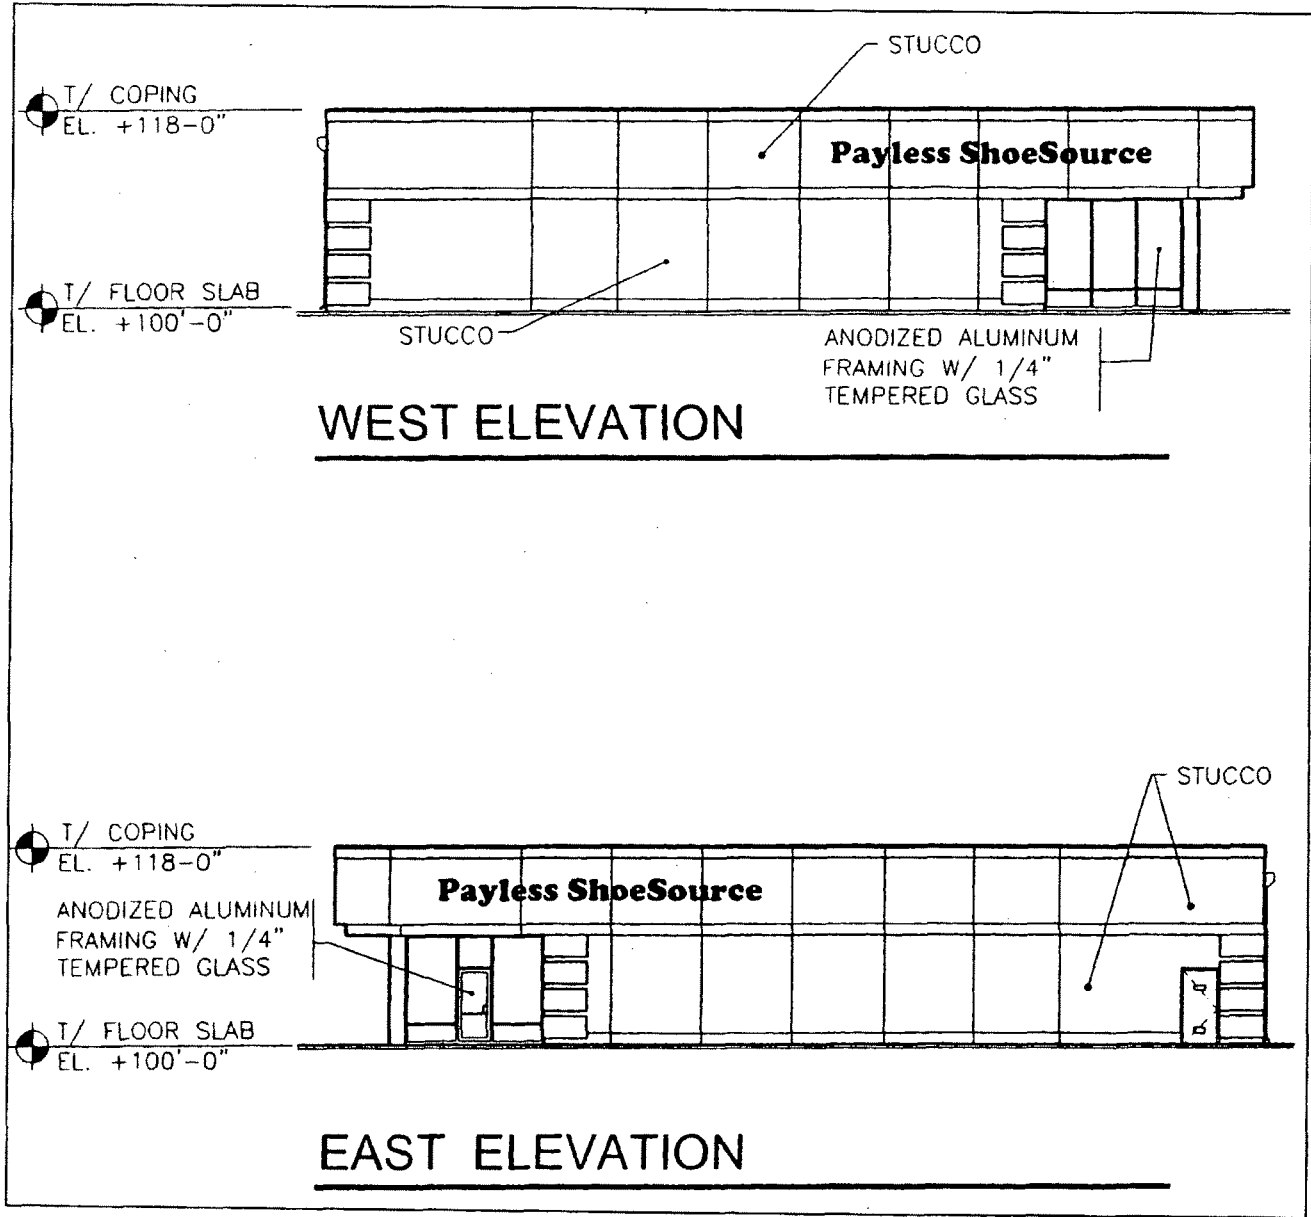 STUCCO
T/ COPING
EL. +118-0"
Payless ShoeSource
T/ FLOOR SLAB
EL. +100'-0"
STUCCO
ANODIZED ALUMINUM
FRAMING W/ 1/4"
TEMPERED GLASS
WEST ELEVATION
STUCCO
T/ COPING
EL. +118-0"
Payless ShoeSource
ANODIZED ALUMINUM
FRAMING W/ 1/4"
TEMPERED GLASS
T/ FLOOR SLAB
EL. +100'-0"
EAST ELEVATION